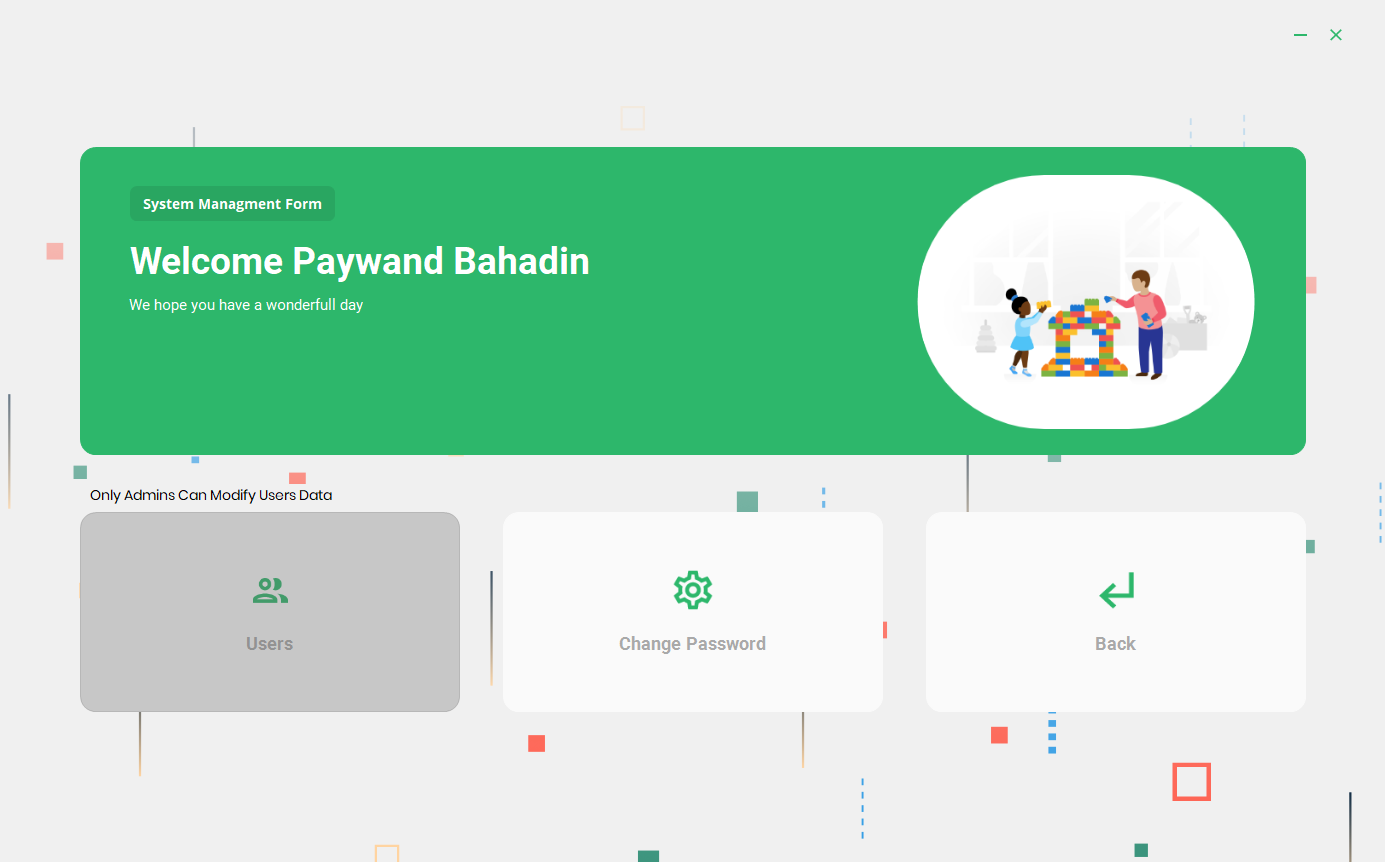 System Managment Form
Welcome Paywand Bahadin
We hope you have a wonderfull day
Only Admins Can Modify Users Data
Users
Change Password
Back